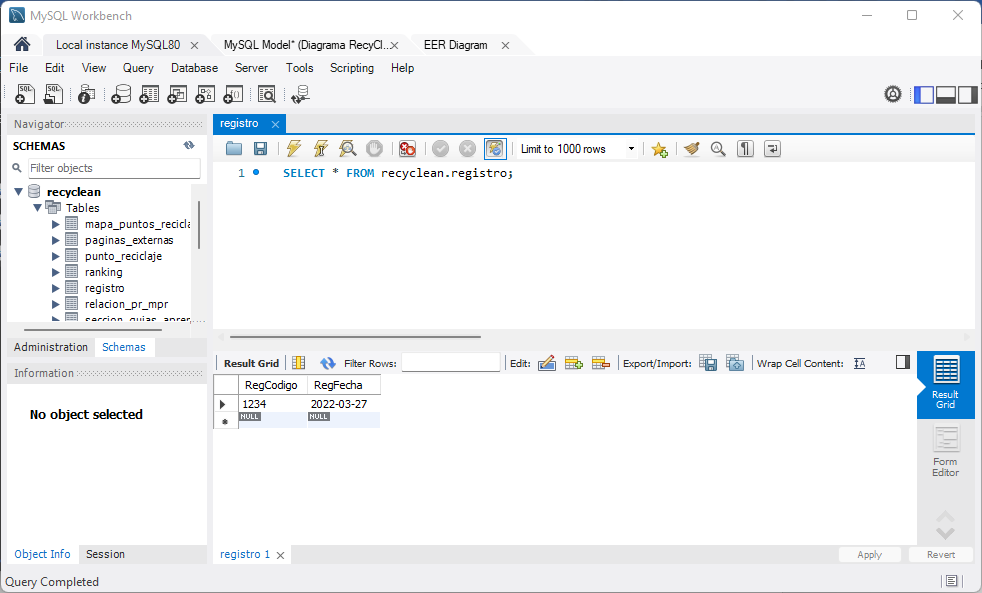 MySQL Workbench
Local instance MySQL80
MySQL Model* (Diagrama RecyCl...
EER Diagram
File Edit View Query Database Server Tools Scripting Help
Navigator
SCHEMAS
Filter objects
recyclean
Tables
mapa_puntos_recicla
paginas_externas
punto_reciclaje
ranking
registro
relacion_pr_mpr
seccion_guias_apren
Administration Schemas
Information
No object selected
Object Info Session
registro
Limit to 1000 rows
1 SELECT * FROM recyclean.registro;
Result Grid Filter Rows: Edit: Export/Import: Wrap Cell Content:
RegCodigo RegFecha
1234 2022-03-27
NULL NULL
Result
Grid
Form
Editor
registro 1
Apply Revert
Query Completed